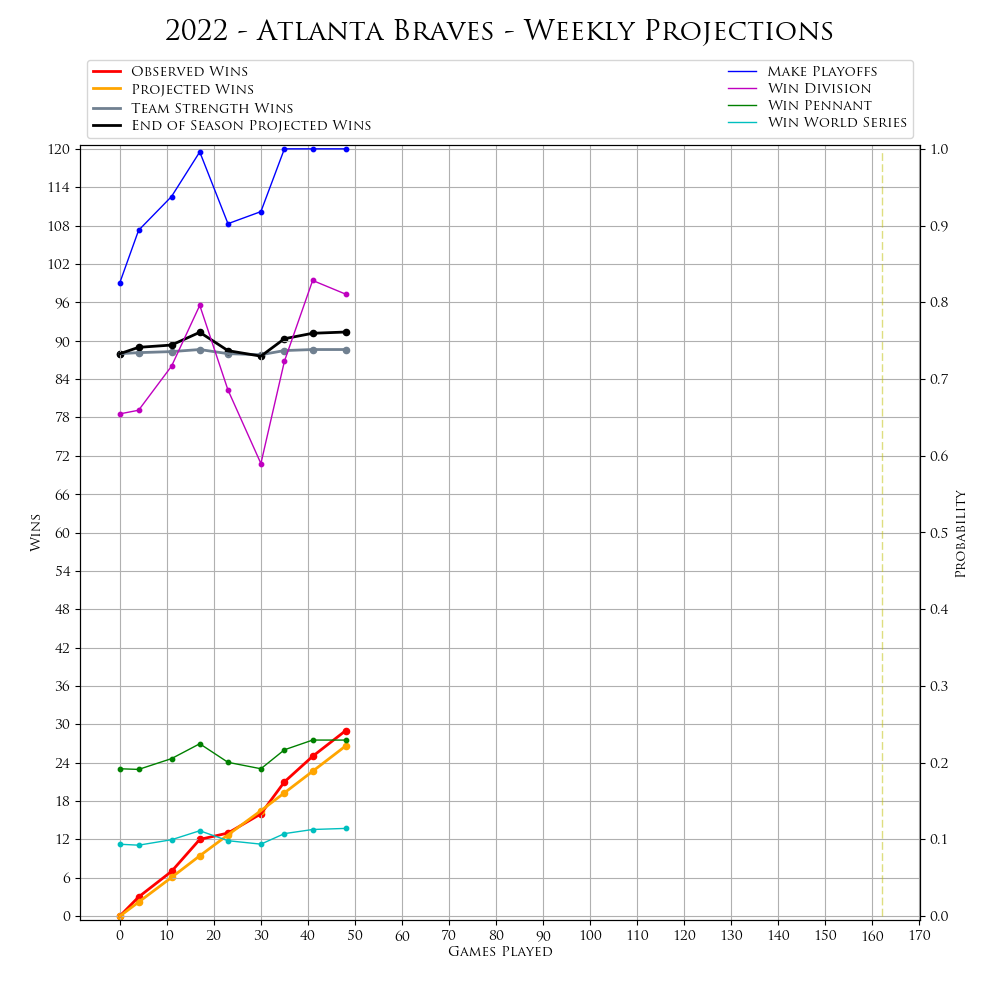 2022 - Atlanta Braves - Weekly Projections
Observed Wins
Projected Wins
Team Strength Wins
End of Season Projected Wins
Make Playoffs
Win Division
Win Pennant
Win World Series
120
114
108
102
96
90
84
78
72
66
60
54
48
42
36
30
24
18
12
6
0
Wins
1.0
0.9
0.8
0.7
0.6
0.5
0.4
0.3
0.2
0.1
0.0
Probability
0 10 20 30 40 50 60 70 80 90 100 110 120 130 140 150 160 170
Games Played